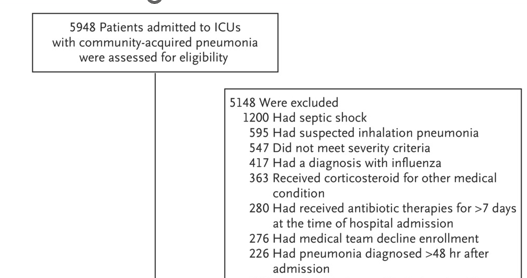 5948 Patients admitted to ICUs
with community-acquired pneumonia
were assessed for eligibility
5148 Were excluded
1200 Had septic shock
595 Had suspected inhalation pneumonia
547 Did not meet severity criteria
417 Had a diagnosis with influenza
363 Received corticosteroid for other medical
condition
280 Had received antibiotic therapies for >7 days
at the time of hospital admission
276 Had medical team decline enrollment
226 Had pneumonia diagnosed >48 hr after
admission